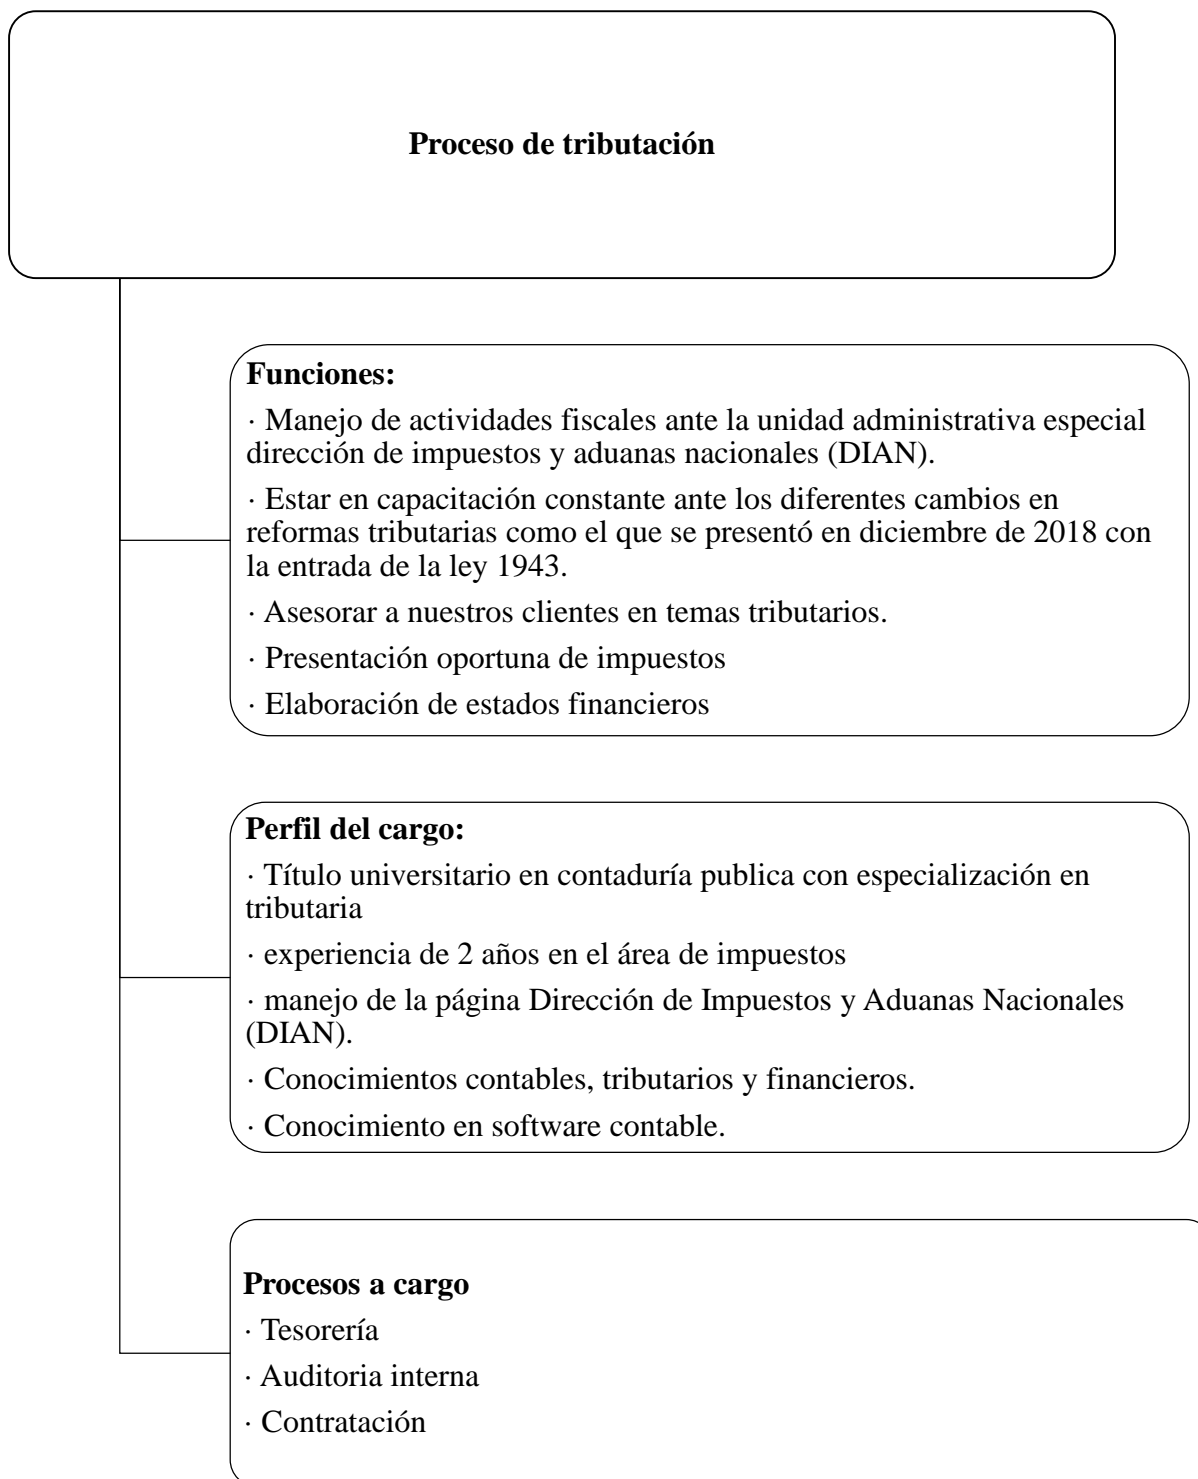 Proceso de tributación
Funciones:
· Manejo de actividades fiscales ante la unidad administrativa especial
dirección de impuestos y aduanas nacionales (DIAN).
· Estar en capacitación constante ante los diferentes cambios en
reformas tributarias como el que se presentó en diciembre de 2018 con
la entrada de la ley 1943.
· Asesorar a nuestros clientes en temas tributarios.
· Presentación oportuna de impuestos
· Elaboración de estados financieros
Perfil del cargo:
· Título universitario en contaduría publica con especialización en
tributaria
· experiencia de 2 años en el área de impuestos
· manejo de la página Dirección de Impuestos y Aduanas Nacionales
(DIAN).
· Conocimientos contables, tributarios y financieros.
· Conocimiento en software contable.
Procesos a cargo
· Tesorería
· Auditoria interna
· Contratación